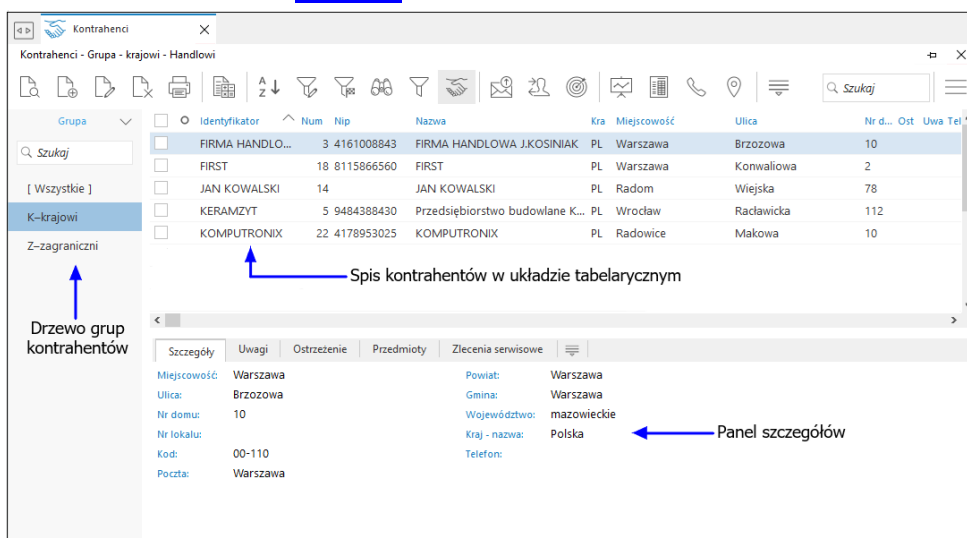 Kontrahenci
Kontrahenci - Grupa - krajowi - Handlowi
Szukaj
Grupa
Szukaj
[ Wszystkie ]
K–krajowi
Z–zagraniczni
Drzewo grup
kontrahentów
Identyfikator Num Nip Nazwa Kra Miejscowość Ulica Nr d... Ost Uwa Tel
FIRMA HANDLO... 3 4161008843 FIRMA HANDLOWA J.KOSINIAK PL Warszawa Brzozowa 10
FIRST 18 8115866560 FIRST PL Warszawa Konwaliowa 2
JAN KOWALSKI 14 JAN KOWALSKI PL Radom Wiejska 78
KERAMZYT 5 9484388430 Przedsiębiorstwo budowlane K... PL Wrocław Racławicka 112
KOMPUTRONIX 22 4178953025 KOMPUTRONIX PL Radowice Makowa 10
Spis kontrahentów w układzie tabelarycznym
Szczegóły Uwagi Ostrzeżenie Przedmioty Zlecenia serwisowe
Miejscowość: Warszawa Powiat: Warszawa
Ulica: Brzozowa Gmina: Warszawa
Nr domu: 10 Województwo: mazowieckie
Nr lokalu: Kraj - nazwa: Polska
Kod: 00-110 Telefon:
Poczta: Warszawa
Panel szczegółów